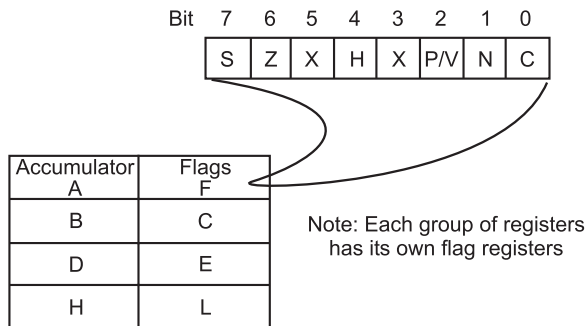 Bit 7 6 5 4 3 2 1 0
S Z X H X P/V N C
Accumulator Flags
A F
B C
D E
H L
Note: Each group of registers
has its own flag registers